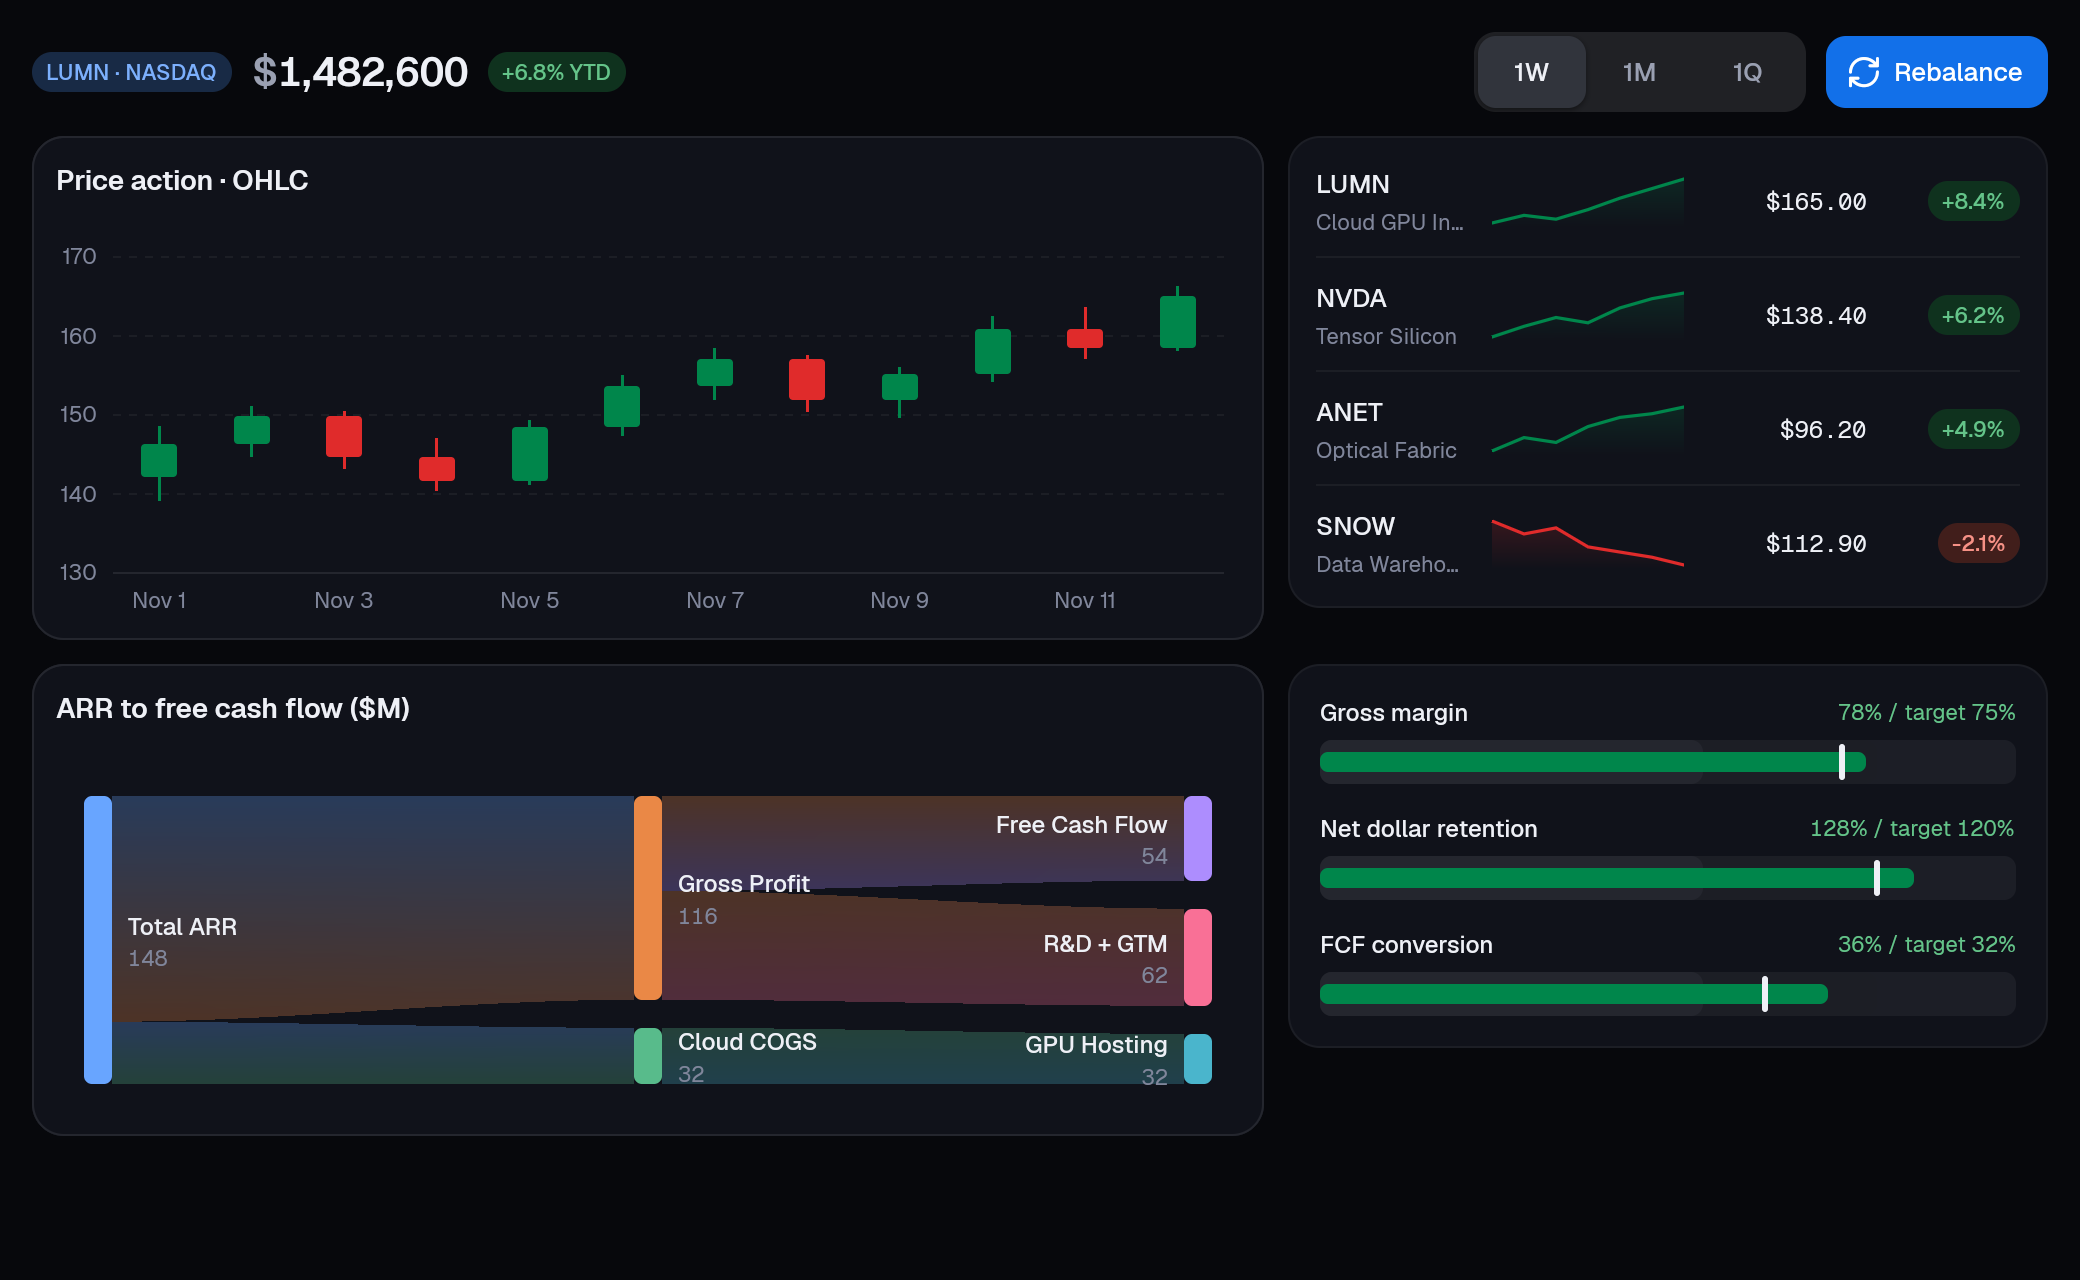 LUMN · NASDAQ
$1,482,600
+6.8% YTD
1W
1M
1Q
Rebalance
Price action · OHLC
170
160
150
140
130
Nov 1
Nov 3
Nov 5
Nov 7
Nov 9
Nov 11
LUMN
Cloud GPU In...
$165.00
+8.4%
NVDA
Tensor Silicon
$138.40
+6.2%
ANET
Optical Fabric
$96.20
+4.9%
SNOW
Data Wareho...
$112.90
-2.1%
ARR to free cash flow ($M)
Total ARR
148
Gross Profit
116
Cloud COGS
32
Free Cash Flow
54
R&D + GTM
62
GPU Hosting
32
Gross margin
78% / target 75%
Net dollar retention
128% / target 120%
FCF conversion
36% / target 32%